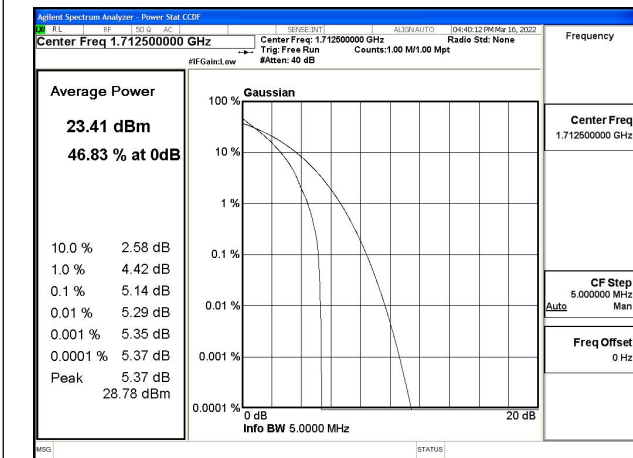 Agilent Spectrum Analyzer - Power Stat CCDF
RL RF 50 Ω AC SENSE:INT ALIGN AUTO 04:40:12 PM Mar 16, 2022
Center Freq 1.712500000 GHz
Center Freq: 1.712500000 GHz Radio Std: None
Trig: Free Run Counts:1.00 M/1.00 Mpt
#IFGain:Low #Atten: 40 dB
Frequency
Average Power
23.41 dBm
46.83 % at 0dB
10.0 % 2.58 dB
1.0 % 4.42 dB
0.1 % 5.14 dB
0.01 % 5.29 dB
0.001 % 5.35 dB
0.0001 % 5.37 dB
Peak 5.37 dB
28.78 dBm
Gaussian
100 %
10 %
1 %
0.1 %
0.01 %
0.001 %
0.0001 %
0 dB 20 dB
Info BW 5.0000 MHz
Center Freq
1.712500000 GHz
CF Step
5.000000 MHz
Auto Man
Freq Offset
0 Hz
MSG STATUS